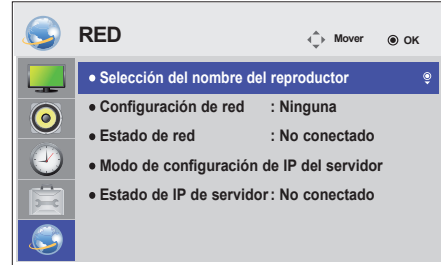 RED
Mover OK
• Selección del nombre del reproductor
• Configuración de red : Ninguna
• Estado de red : No conectado
• Modo de configuración de IP del servidor
• Estado de IP de servidor : No conectado